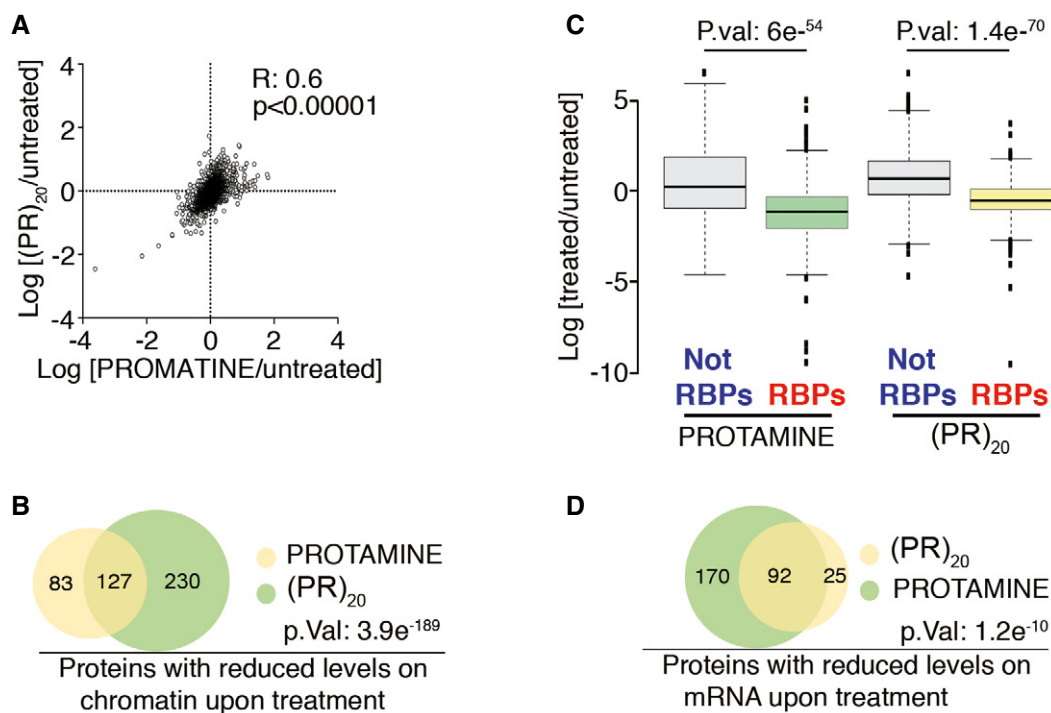 A
4
2
0
-2
-4
-4 -2 0 2 4
R: 0.6
p<0.00001
Log [(PR)20/untreated]
Log [PROMATINE/untreated]
C
P.val: 6e-54 P.val: 1.4e-70
5
0
-5
-10
Log [treated/untreated]
Not RBPs
RBPs
Not RBPs
RBPs
PROTAMINE
(PR)20
B
83 127 230
PROTAMINE
(PR)20
p.Val: 3.9e-189
Proteins with reduced levels on
chromatin upon treatment
D
170 92 25
(PR)20
PROTAMINE
p.Val: 1.2e-10
Proteins with reduced levels on
mRNA upon treatment